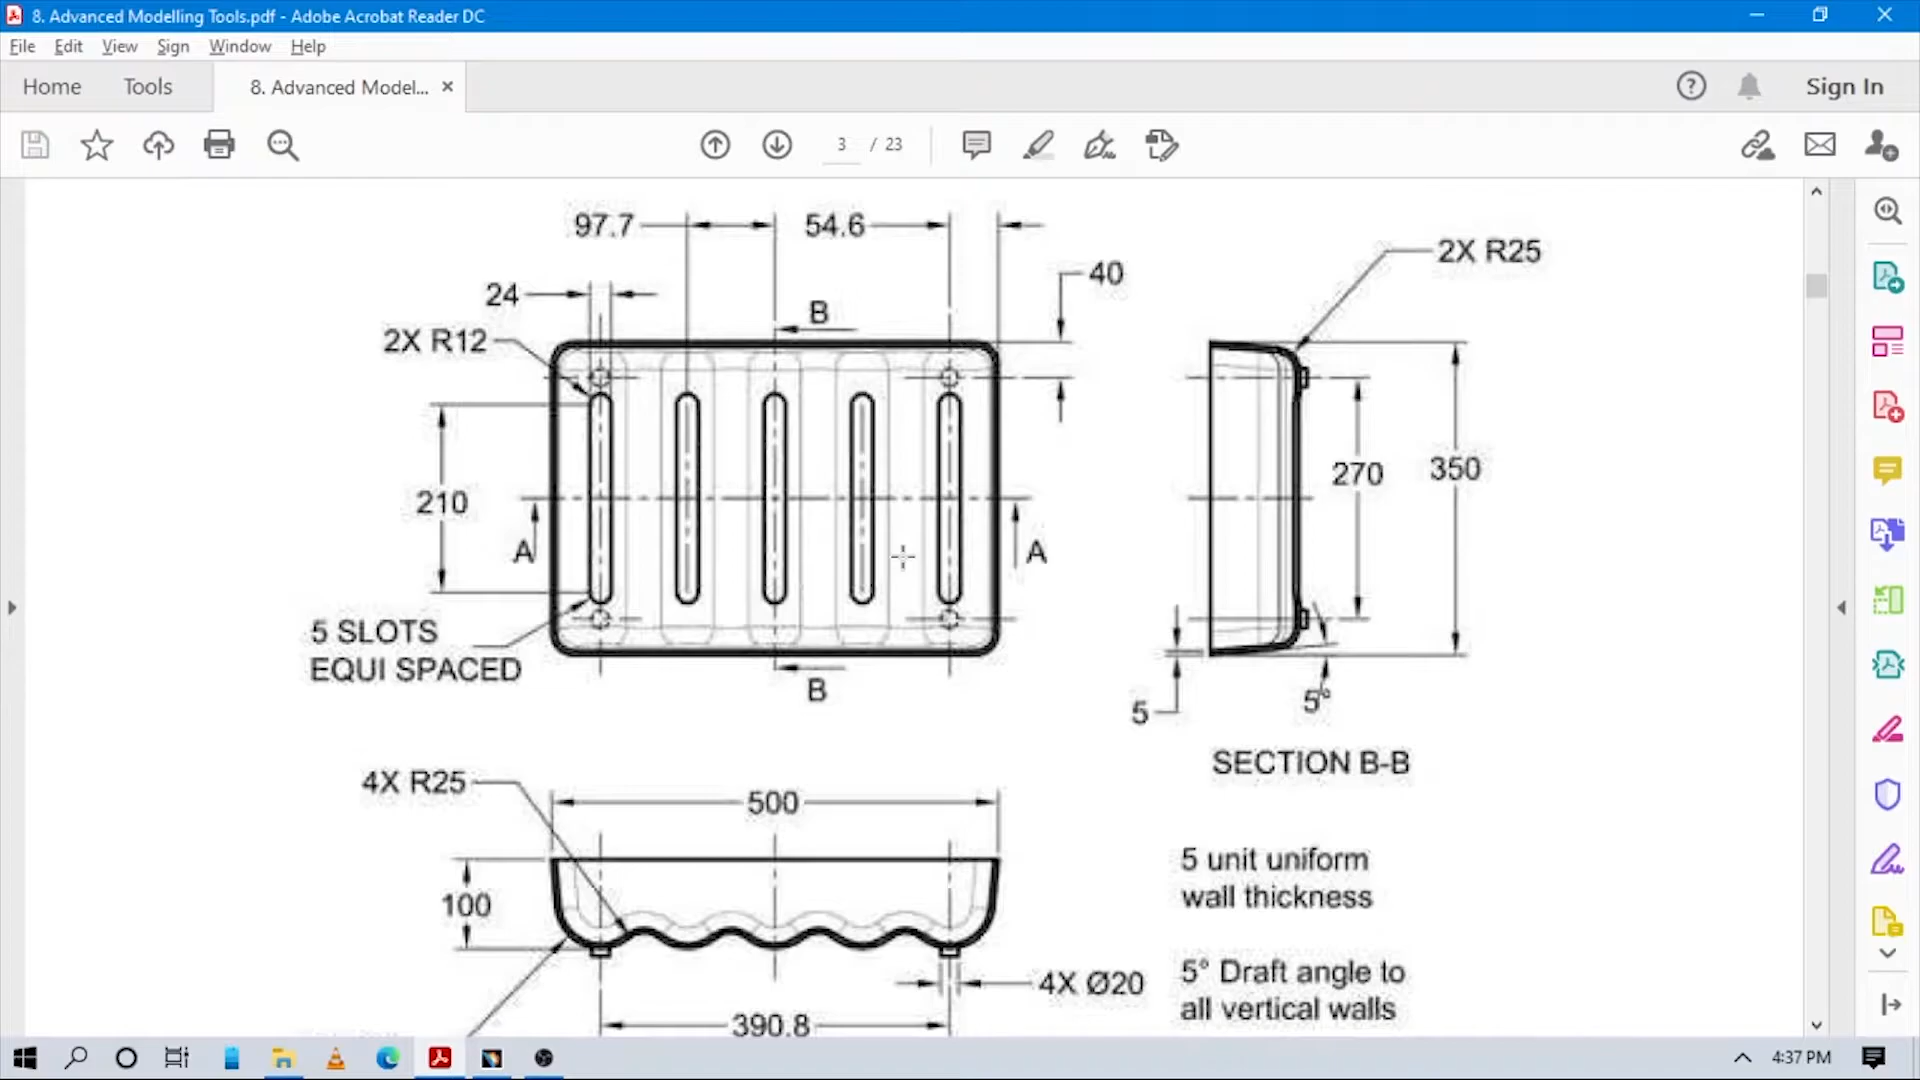 8. Advanced Modelling Tools.pdf - Adobe Acrobat Reader DC
File Edit View Sign Window Help
Home Tools 8. Advanced Model... Sign In
3 / 23
97.7 54.6
2X R25
40
24
B
2X R12
270 350
210
A A
5 SLOTS
EQUI SPACED
B
5 5°
SECTION B-B
4X R25
500
5 unit uniform
wall thickness
100
5° Draft angle to
all vertical walls
4X Ø20
390.8
4:37 PM